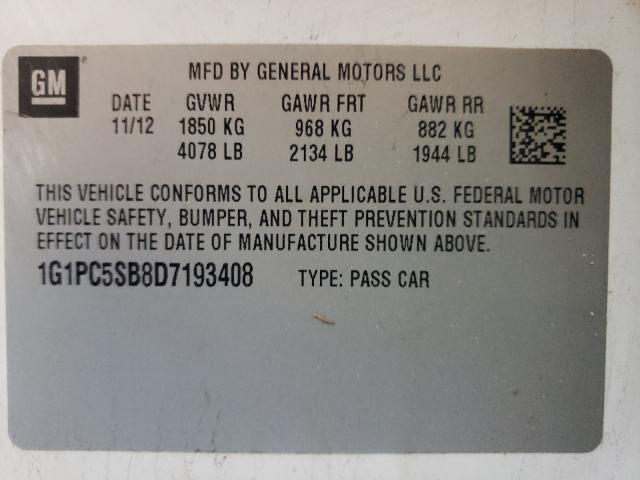 GM
MFD BY GENERAL MOTORS LLC
DATE GVWR GAWR FRT GAWR RR
11/12 1850 KG 968 KG 882 KG
4078 LB 2134 LB 1944 LB
THIS VEHICLE CONFORMS TO ALL APPLICABLE U.S. FEDERAL MOTOR
VEHICLE SAFETY, BUMPER, AND THEFT PREVENTION STANDARDS IN
EFFECT ON THE DATE OF MANUFACTURE SHOWN ABOVE.
1G1PC5SB8D7193408 TYPE: PASS CAR